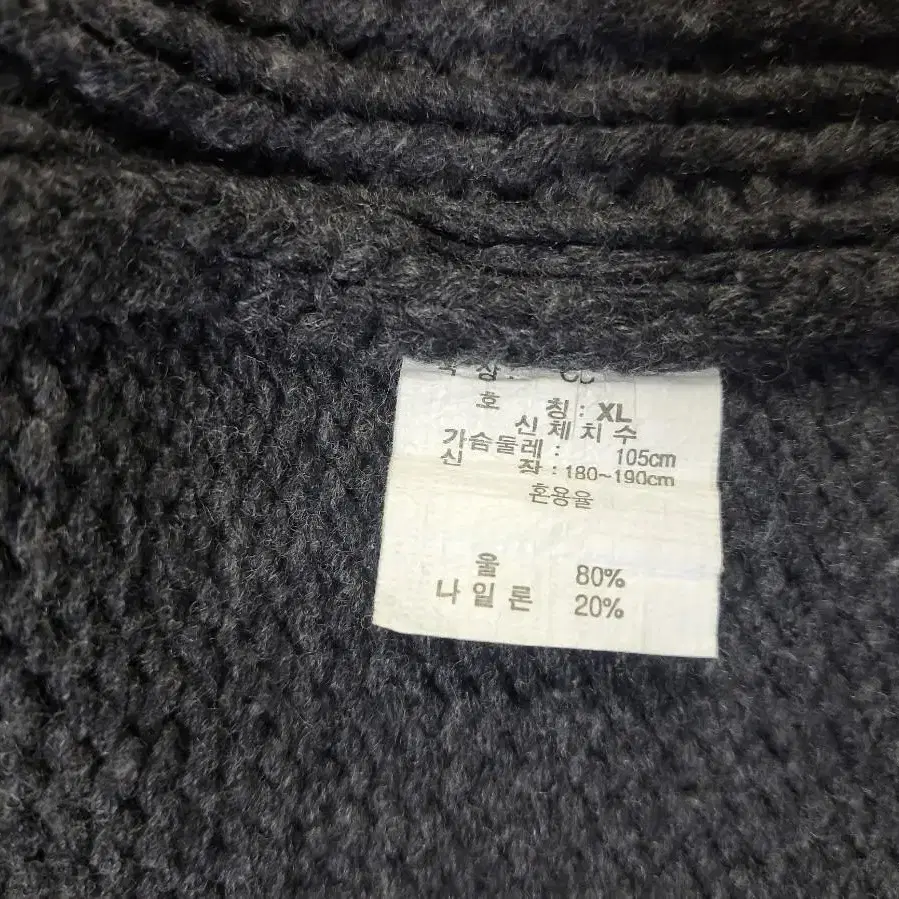 호 칭 : XL
신 체 치 수
가슴둘레 : 105cm
신 장 : 180~190cm
혼용율
울 80%
나 일 론 20%